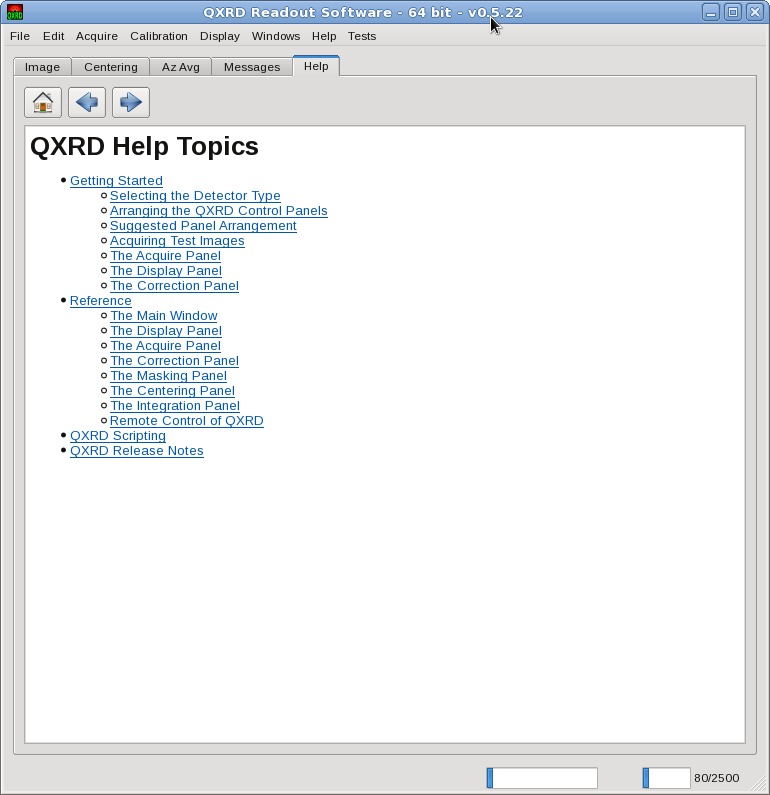 QXRD Readout Software - 64 bit - v0.5.22
File Edit Acquire Calibration Display Windows Help Tests
Image Centering Az Avg Messages Help
QXRD Help Topics
Getting Started
Selecting the Detector Type
Arranging the QXRD Control Panels
Suggested Panel Arrangement
Acquiring Test Images
The Acquire Panel
The Display Panel
The Correction Panel
Reference
The Main Window
The Display Panel
The Acquire Panel
The Correction Panel
The Masking Panel
The Centering Panel
The Integration Panel
Remote Control of QXRD
QXRD Scripting
QXRD Release Notes
80/2500